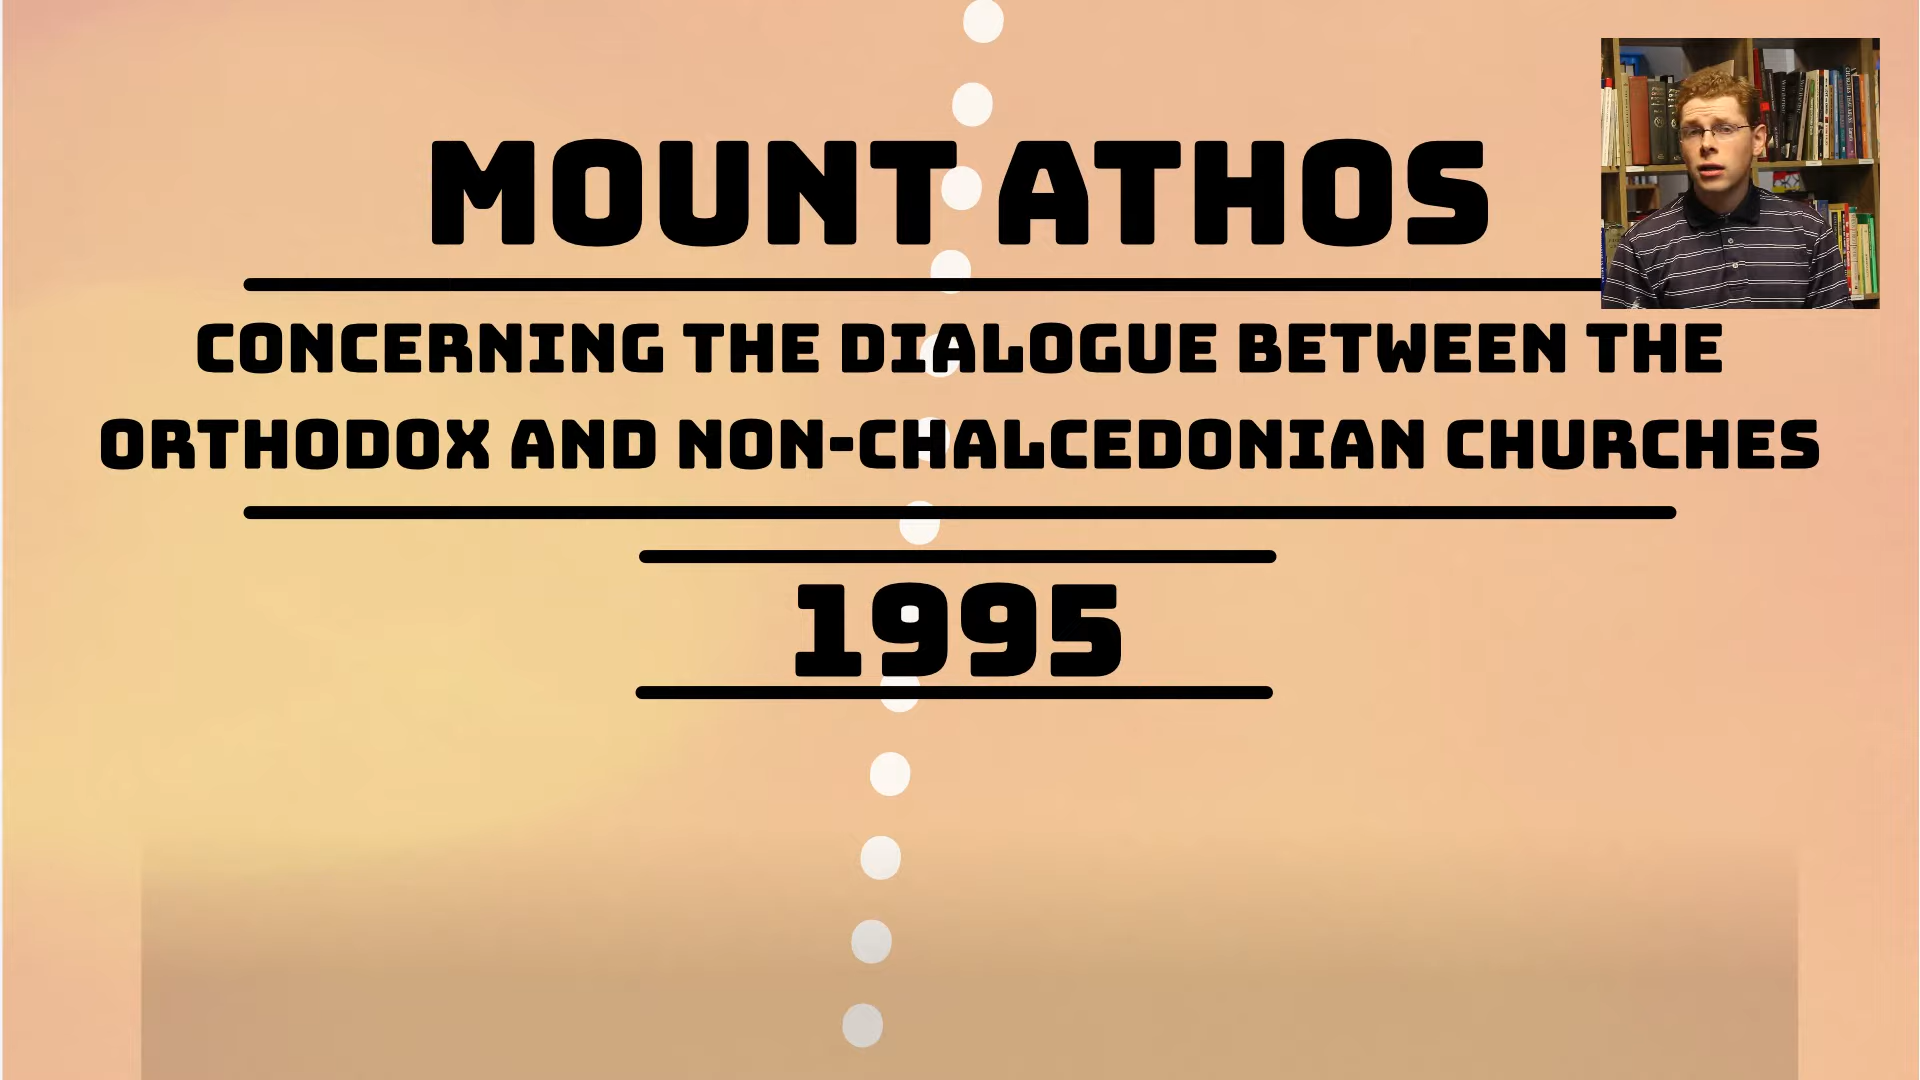 MOUNT ATHOS
CONCERNING THE DIALOGUE BETWEEN THE
ORTHODOX AND NON-CHALCEDONIAN CHURCHES
1995